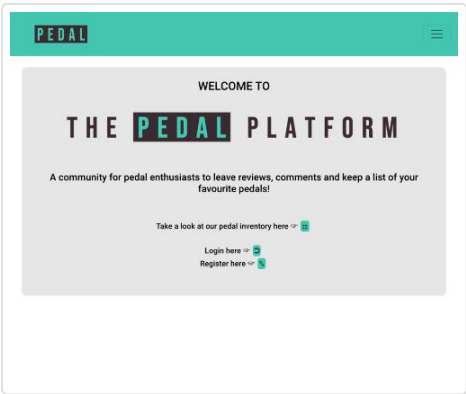 PEDAL
WELCOME TO
THE PEDAL PLATFORM
A community for pedal enthusiasts to leave reviews, comments and keep a list of your
favourite pedals!
Take a look at our pedal inventory here ☞
Login here ☞
Register here ☞